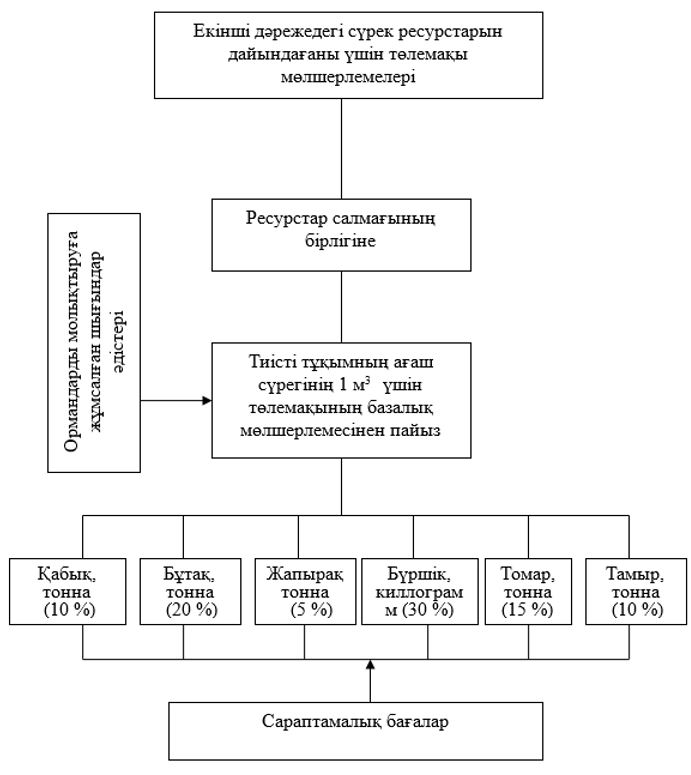 Екінші дәрежедегі сүрек ресурстарын
дайындағаны үшін төлемақы
мөлшерлемелері
Ресурстар салмағының
бірлігіне
Ормандарды молықтыруға
жұмсалған шығындар
әдістері
Тиісті тұқымның ағаш
сүрегінің 1 м³ үшін
төлемақының базалық
мөлшерлемесінен пайыз
Қабық,
тонна
(10 %)
Бұтақ,
тонна
(20 %)
Жапырақ
тонна
(5 %)
Бүршік,
киллограм
м (30 %)
Томар,
тонна
(15 %)
Тамыр,
тонна
(10 %)
Сараптамалық бағалар